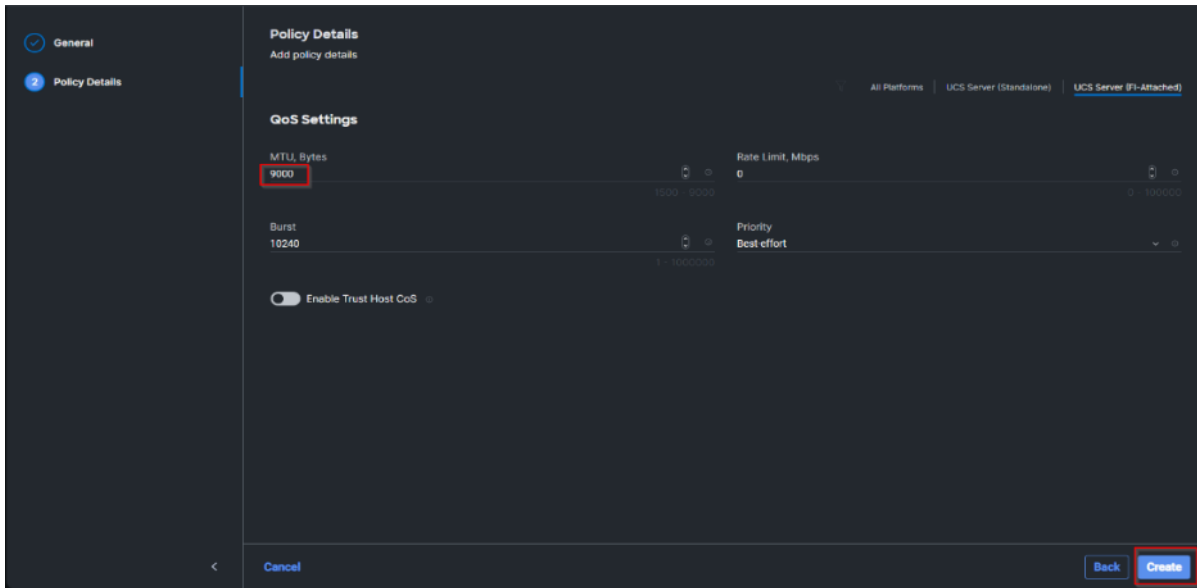 General
2 Policy Details
Policy Details
Add policy details
All Platforms | UCS Server (Standalone) | UCS Server (FI-Attached)
QoS Settings
MTU, Bytes
9000
1500 - 9000
Rate Limit, Mbps
0
0 - 100000
Burst
10240
1 - 1000000
Priority
Best-effort
Enable Trust Host CoS
Cancel
Back
Create